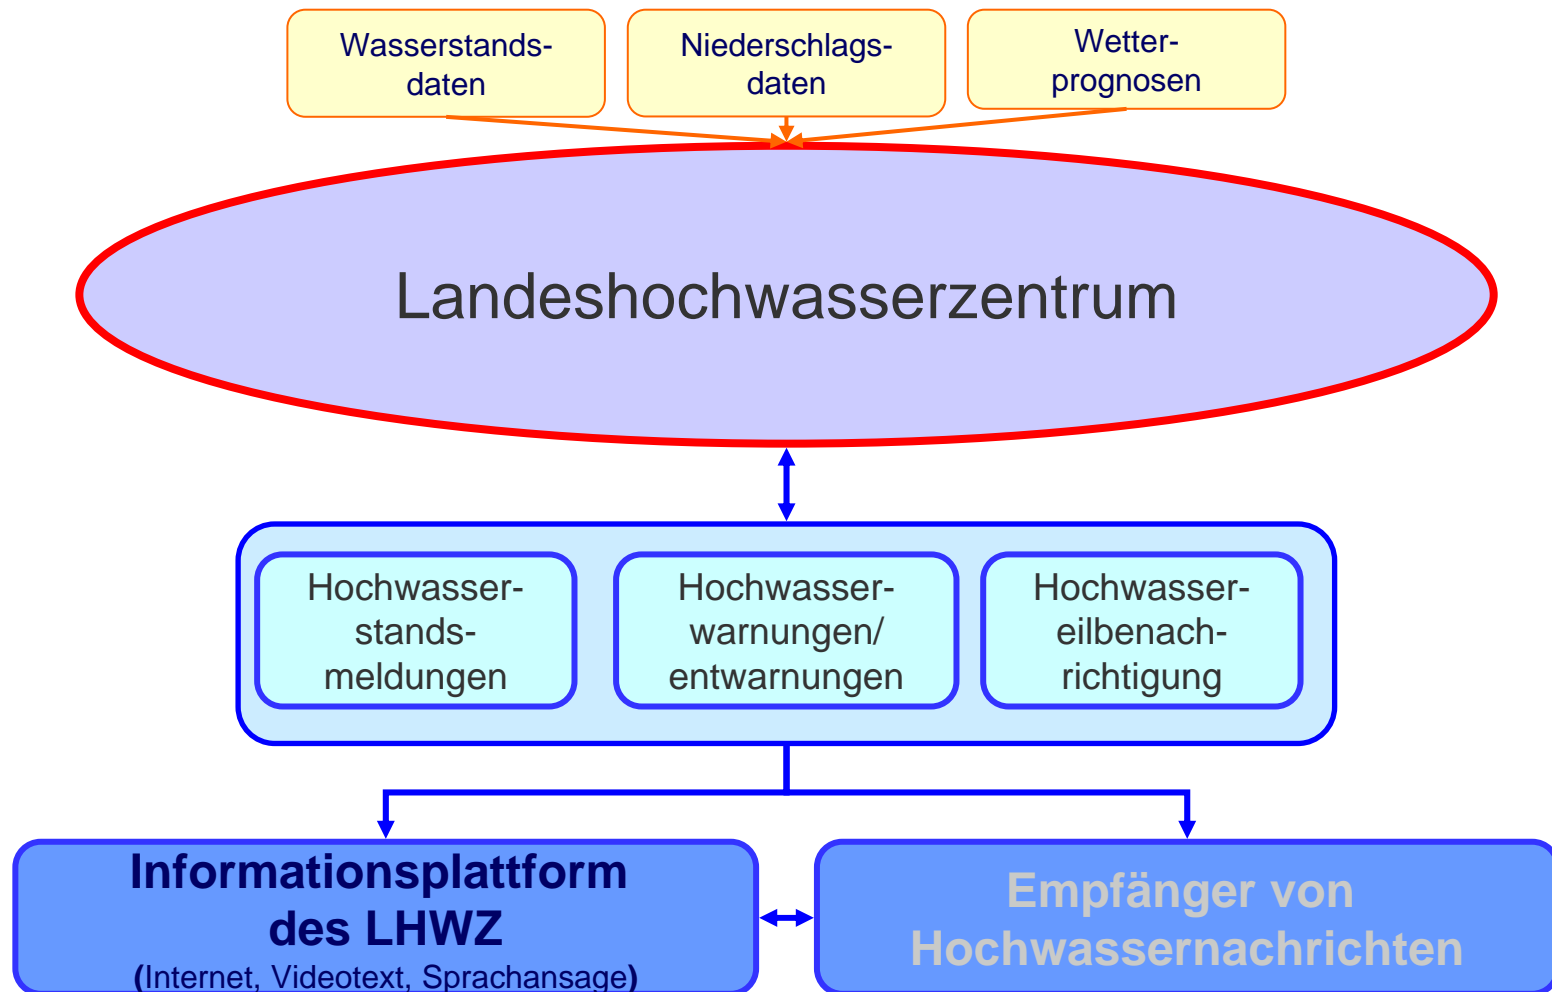 Wasserstands-
daten
Niederschlags-
daten
Wetter-
prognosen
Landeshochwasserzentrum
Hochwasser-
stands-
meldungen
Hochwasser-
warnungen/
entwarnungen
Hochwasser-
eilbenach-
richtigung
Informationsplattform
des LHWZ
(Internet, Videotext, Sprachansage)
Empfänger von
Hochwassernachrichten